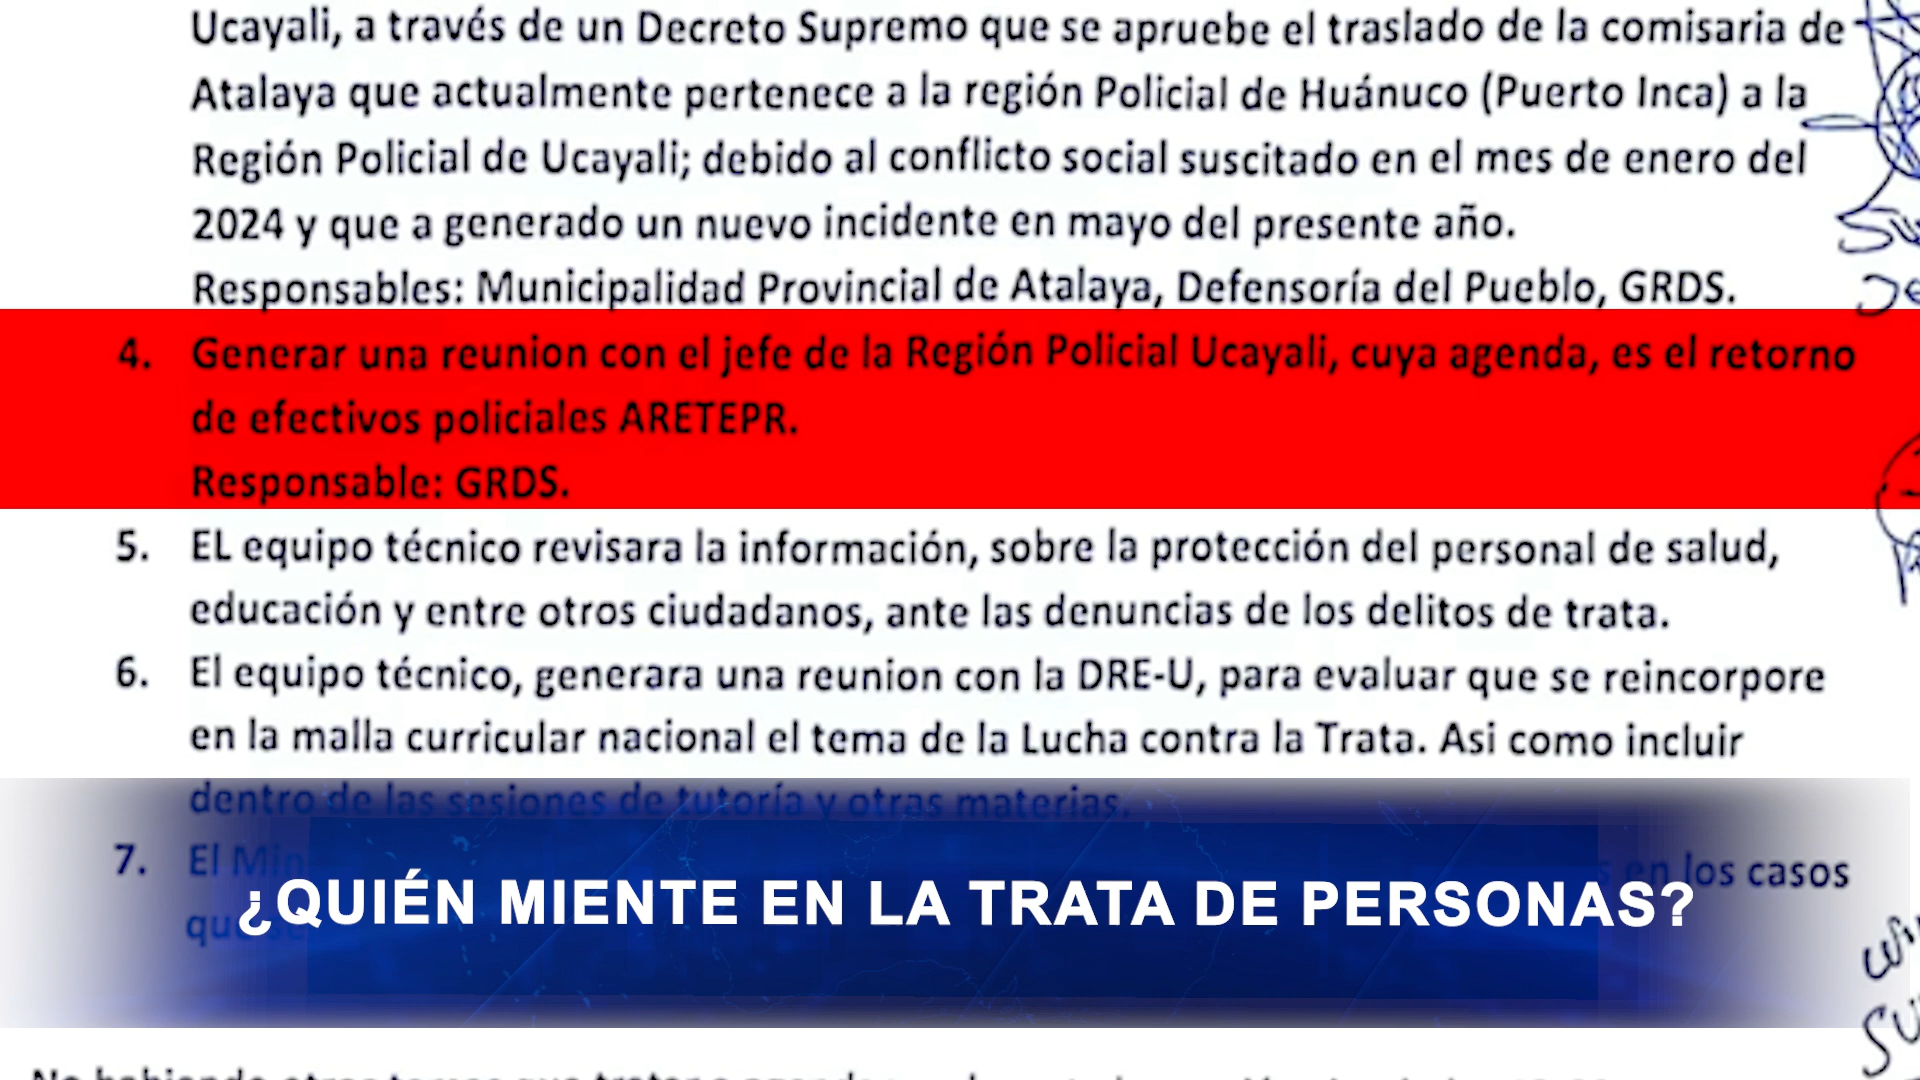 Ucayali, a través de un Decreto Supremo que se apruebe el traslado de la comisaria de
Atalaya que actualmente pertenece a la región Policial de Huánuco (Puerto Inca) a la
Región Policial de Ucayali; debido al conflicto social suscitado en el mes de enero del
2024 y que a generado un nuevo incidente en mayo del presente año.
Responsables: Municipalidad Provincial de Atalaya, Defensoría del Pueblo, GRDS.
4. Generar una reunion con el jefe de la Región Policial Ucayali, cuya agenda, es el retorno
de efectivos policiales ARETEPR.
Responsable: GRDS.
5. EL equipo técnico revisara la información, sobre la protección del personal de salud,
educación y entre otros ciudadanos, ante las denuncias de los delitos de trata.
6. El equipo técnico, generara una reunion con la DRE-U, para evaluar que se reincorpore
en la malla curricular nacional el tema de la Lucha contra la Trata. Asi como incluir
dentro de las sesiones de tutoría y otras materias.
7. El en los casos
¿QUIÉN MIENTE EN LA TRATA DE PERSONAS?